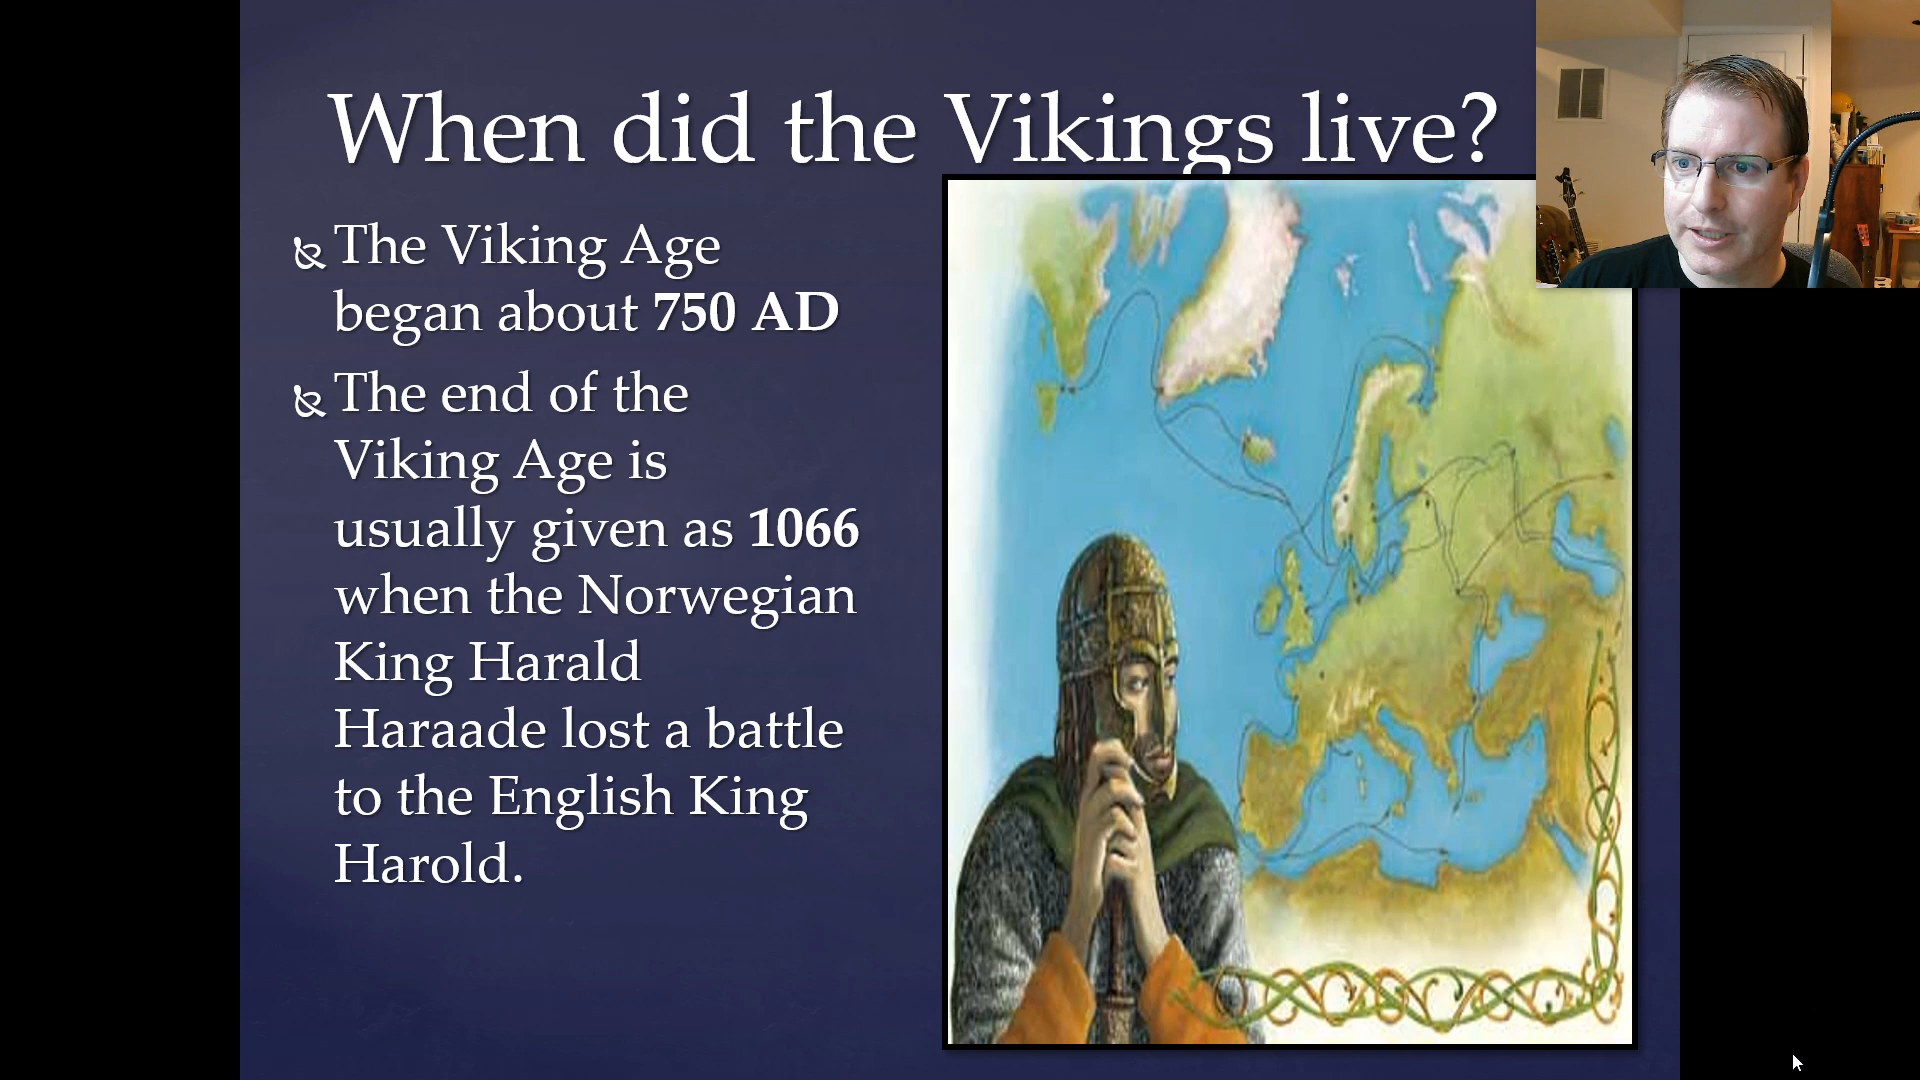 When did the Vikings live?
The Viking Age
began about 750 AD
The end of the
Viking Age is
usually given as 1066
when the Norwegian
King Harald
Haraade lost a battle
to the English King
Harold.